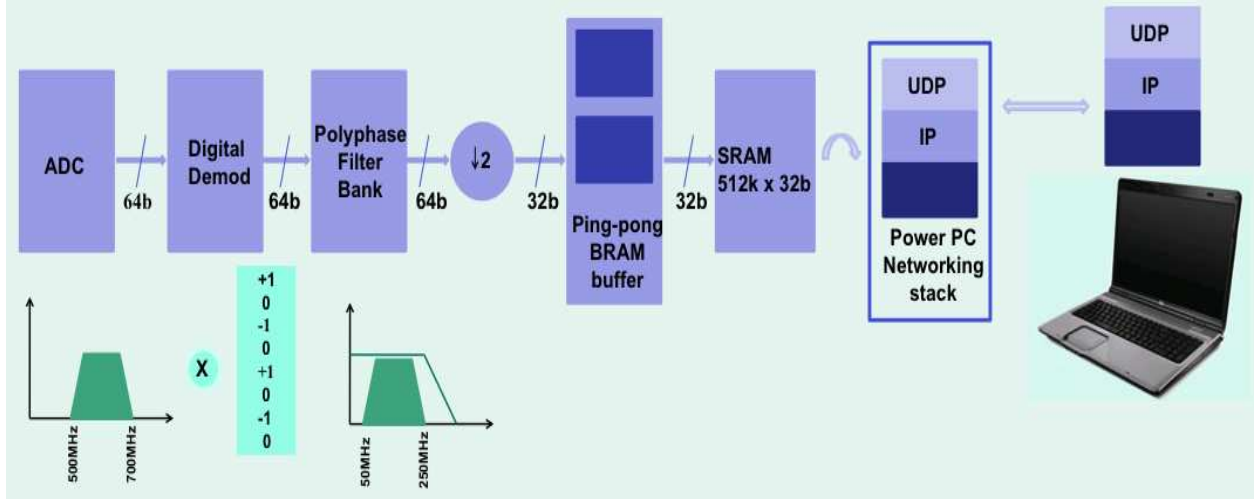 ADC
64b
Digital
Demod
64b
Polyphase
Filter
Bank
64b
↓2
32b
Ping-pong
BRAM
buffer
32b
SRAM
512k x 32b
UDP
IP
Power PC
Networking
stack
UDP
IP
500MHz
700MHz
X
+1
0
-1
0
+1
0
-1
0
50MHz
250MHz